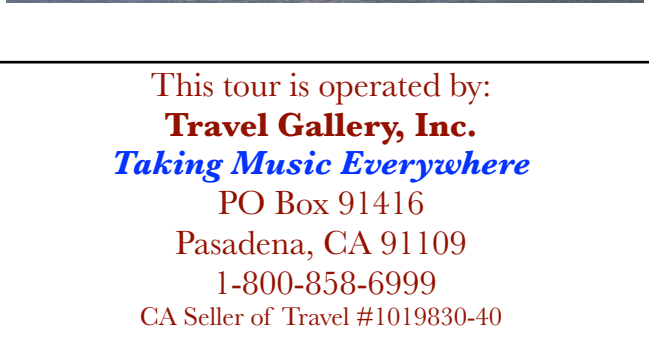 This tour is operated by:
Travel Gallery, Inc.
Taking Music Everywhere
PO Box 91416
Pasadena, CA 91109
1-800-858-6999
CA Seller of Travel #1019830-40